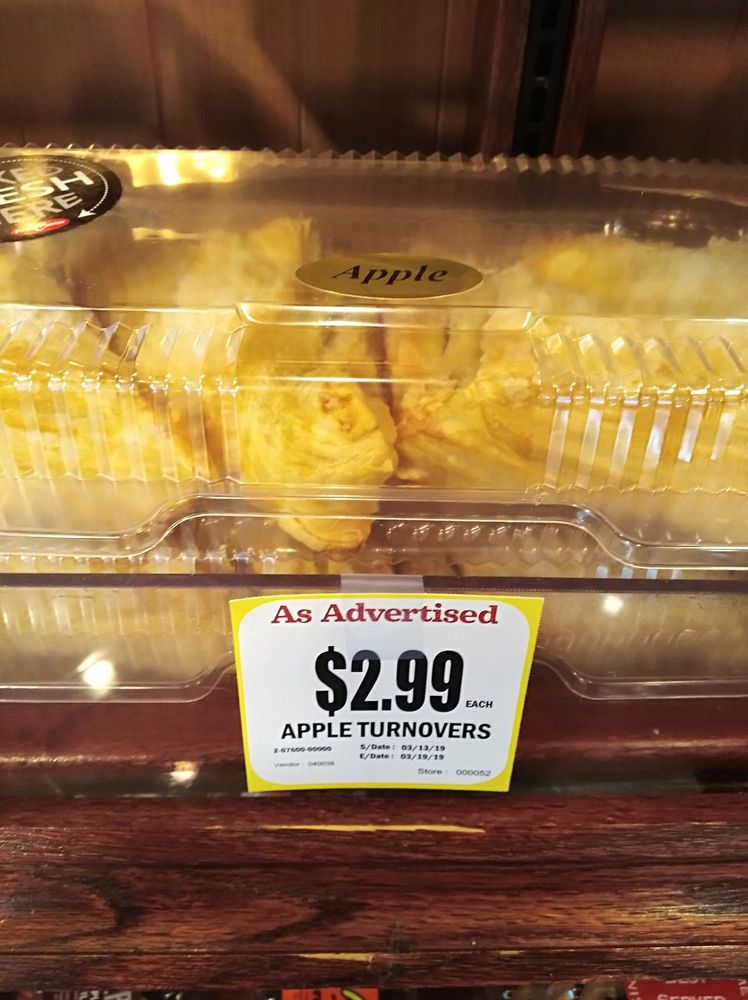 Apple
As Advertised
$2.99 EACH
APPLE TURNOVERS
2-07600-00000 S/Date : 03/13/19
E/Date : 03/19/19
Vendor : 040036
Store : 000052